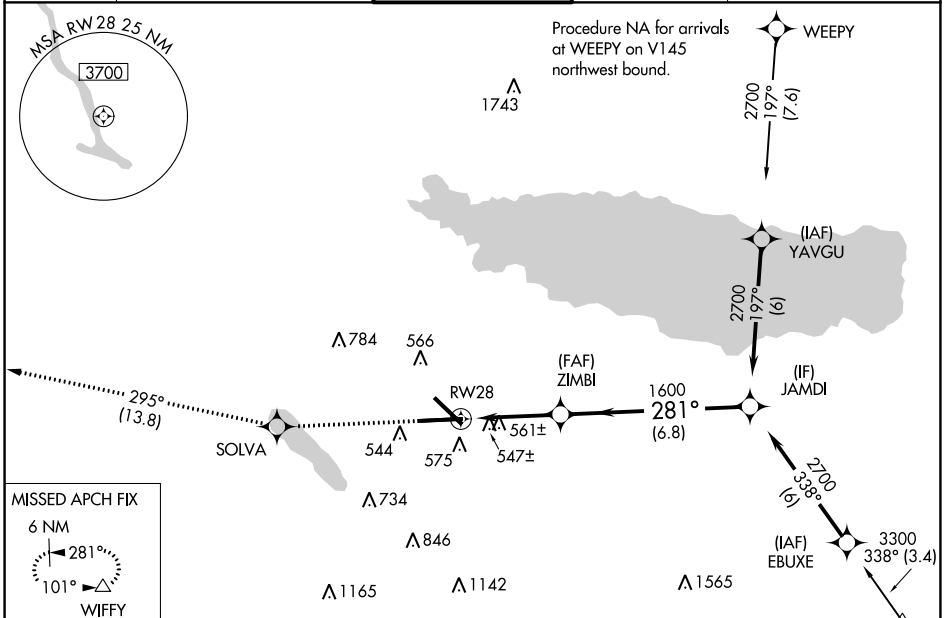 MSA RW28 25 NM
3700
Procedure NA for arrivals
at WEEPY on V145
northwest bound.
WEEPY
1743
2700
197°
(7.6)
(IAF)
YAVGU
2700
197°
(6)
784
566
(FAF)
ZIMBI
(IF)
JAMDI
RW28
1600
281°
(6.8)
295°
(13.8)
SOLVA
544
575
561±
547±
2700
338°
(6)
MISSED APCH FIX
6 NM
281°
101°
WIFFY
734
846
1165
1142
1565
(IAF)
EBUXE
3300
338° (3.4)